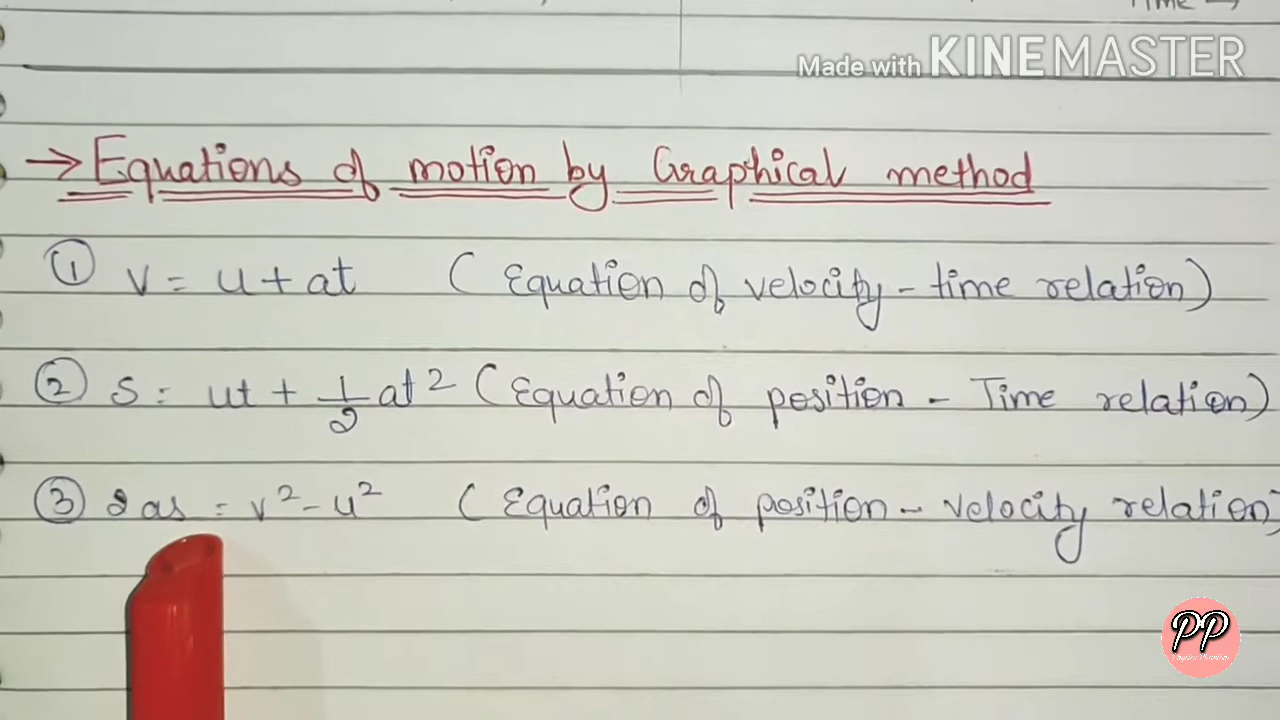 Time →
Made with KINEMASTER
→ Equations of motion by Graphical method
① v = u + at ( Equation of velocity - time relation )
② s = ut + 1/2 at² ( Equation of position - Time relation )
③ 2as = v² - u² ( Equation of position - velocity relation )
PP